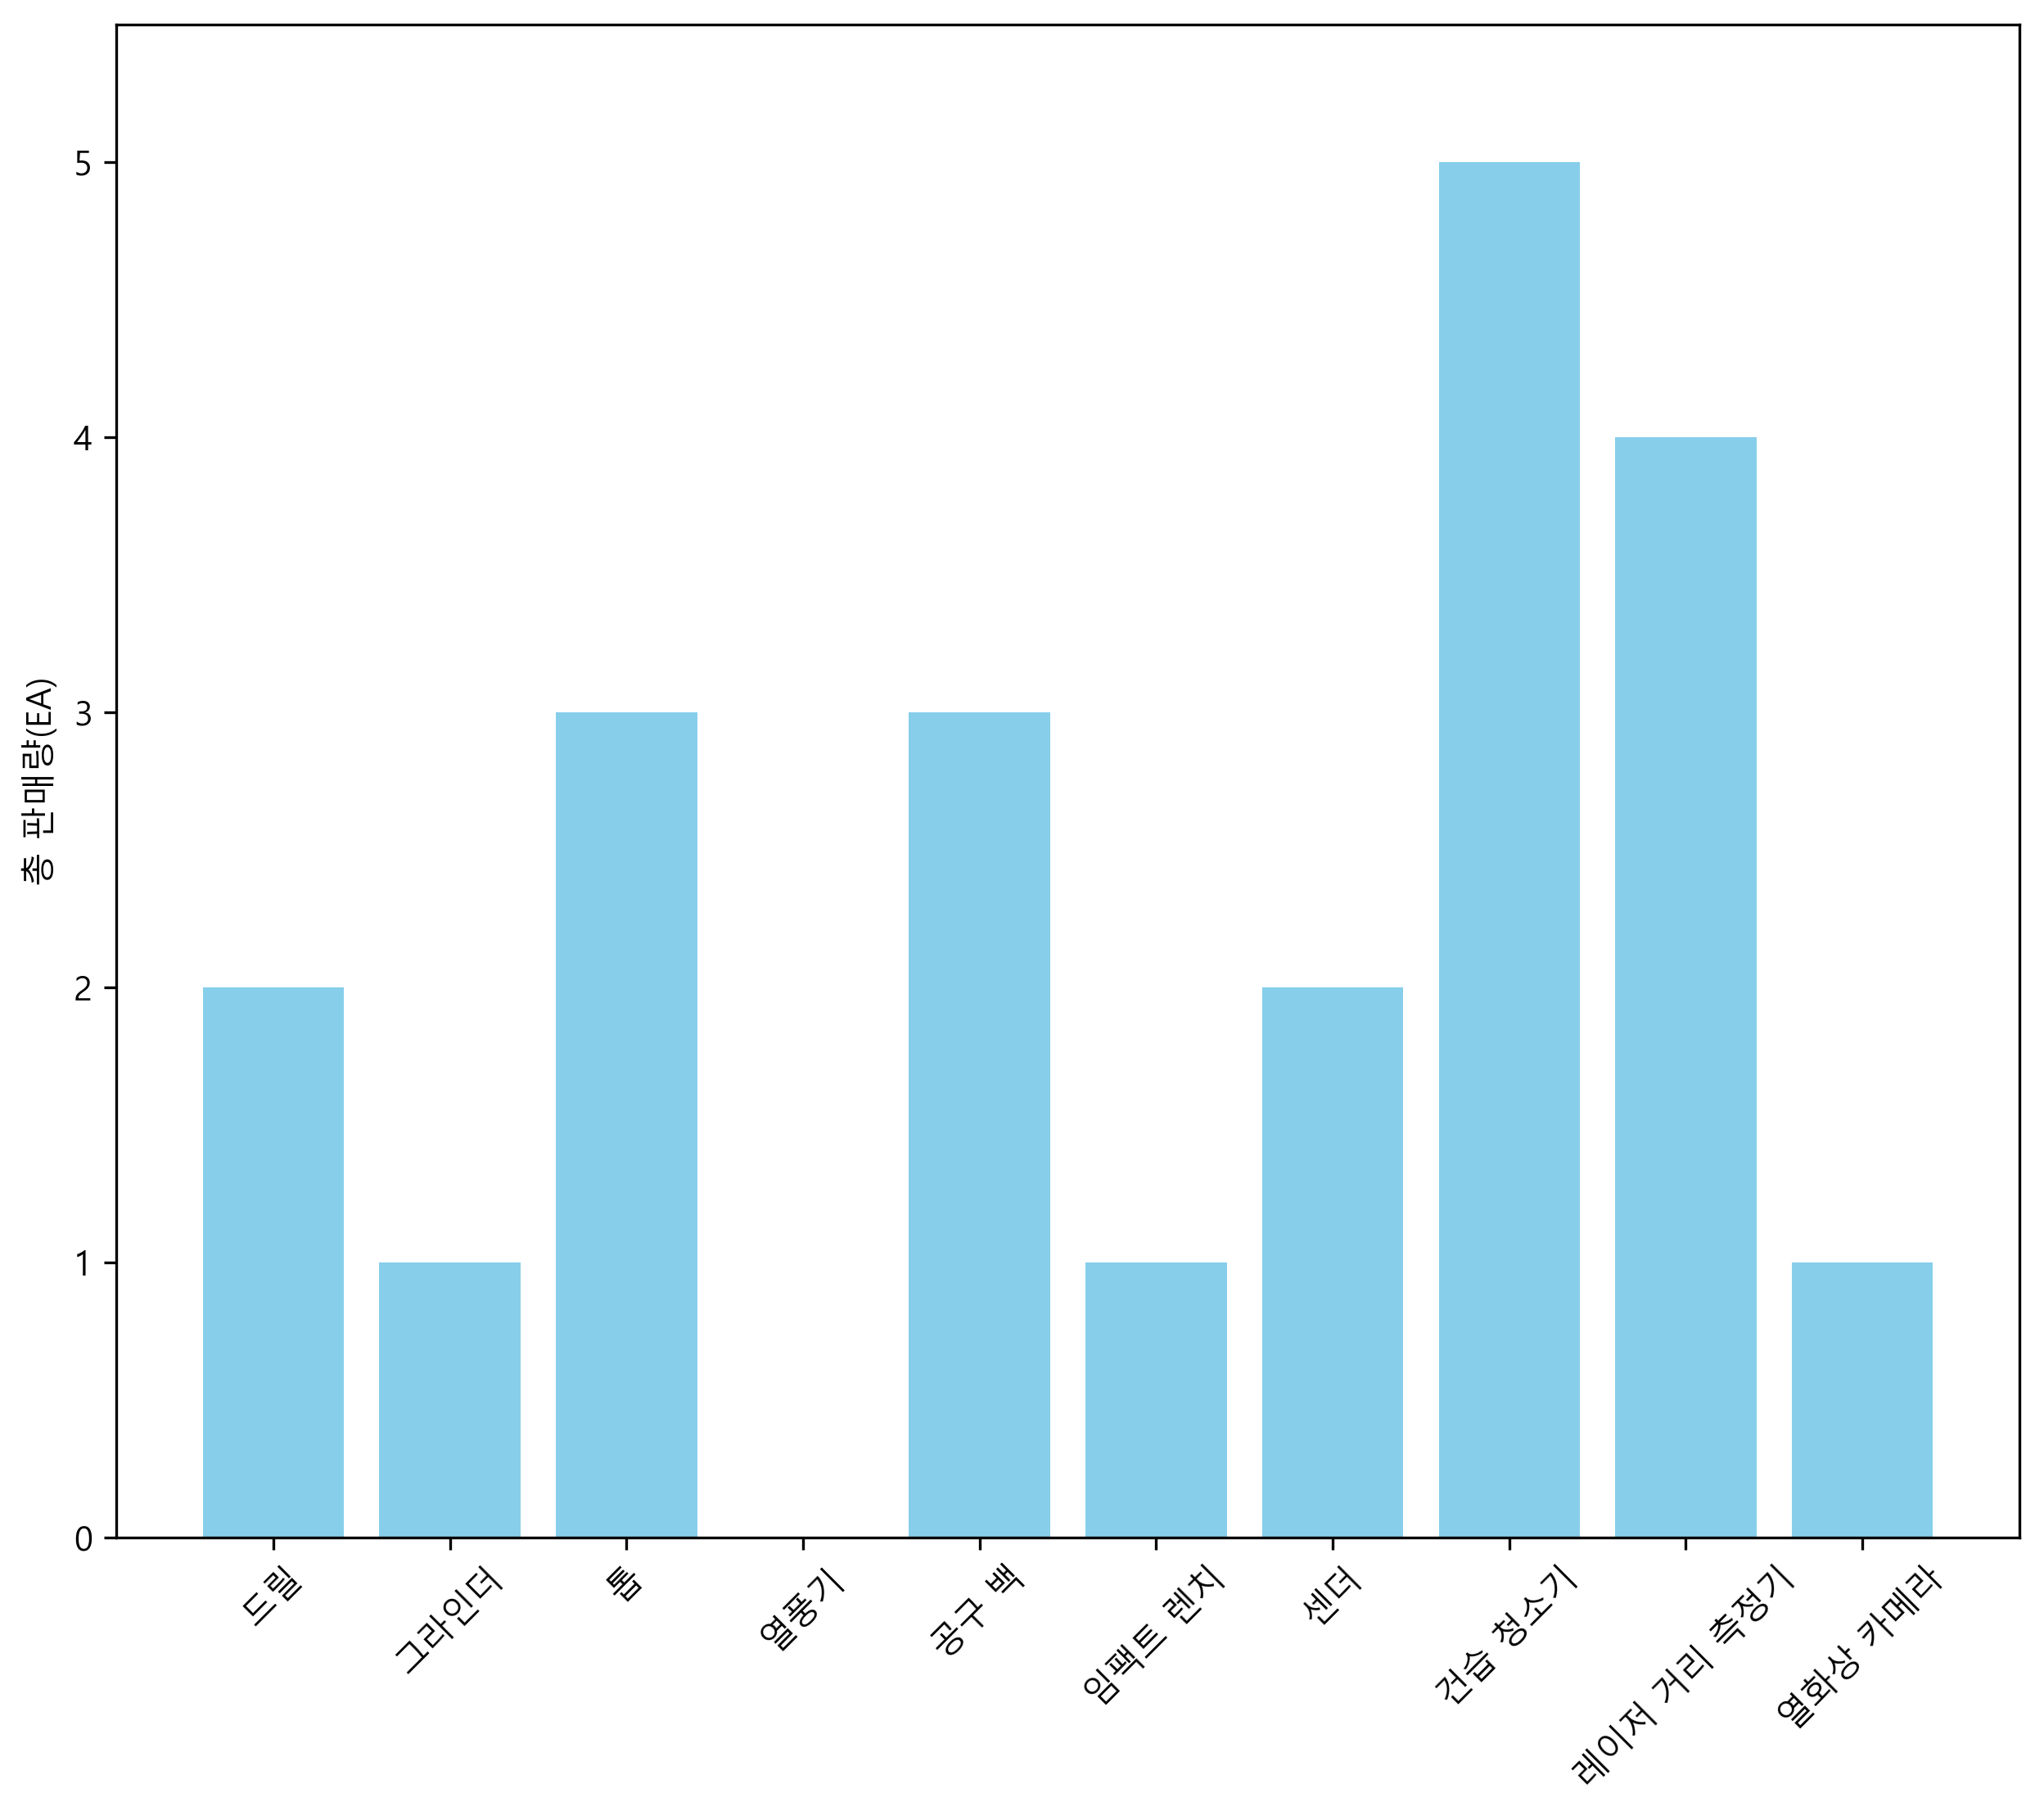 총 판매량(EA)
5
4
3
2
1
0
드릴
그라인더
톱
열풍기
공구 백
임팩트 렌치
센더
건습 청소기
레이저 거리 측정기
열화상 카메라